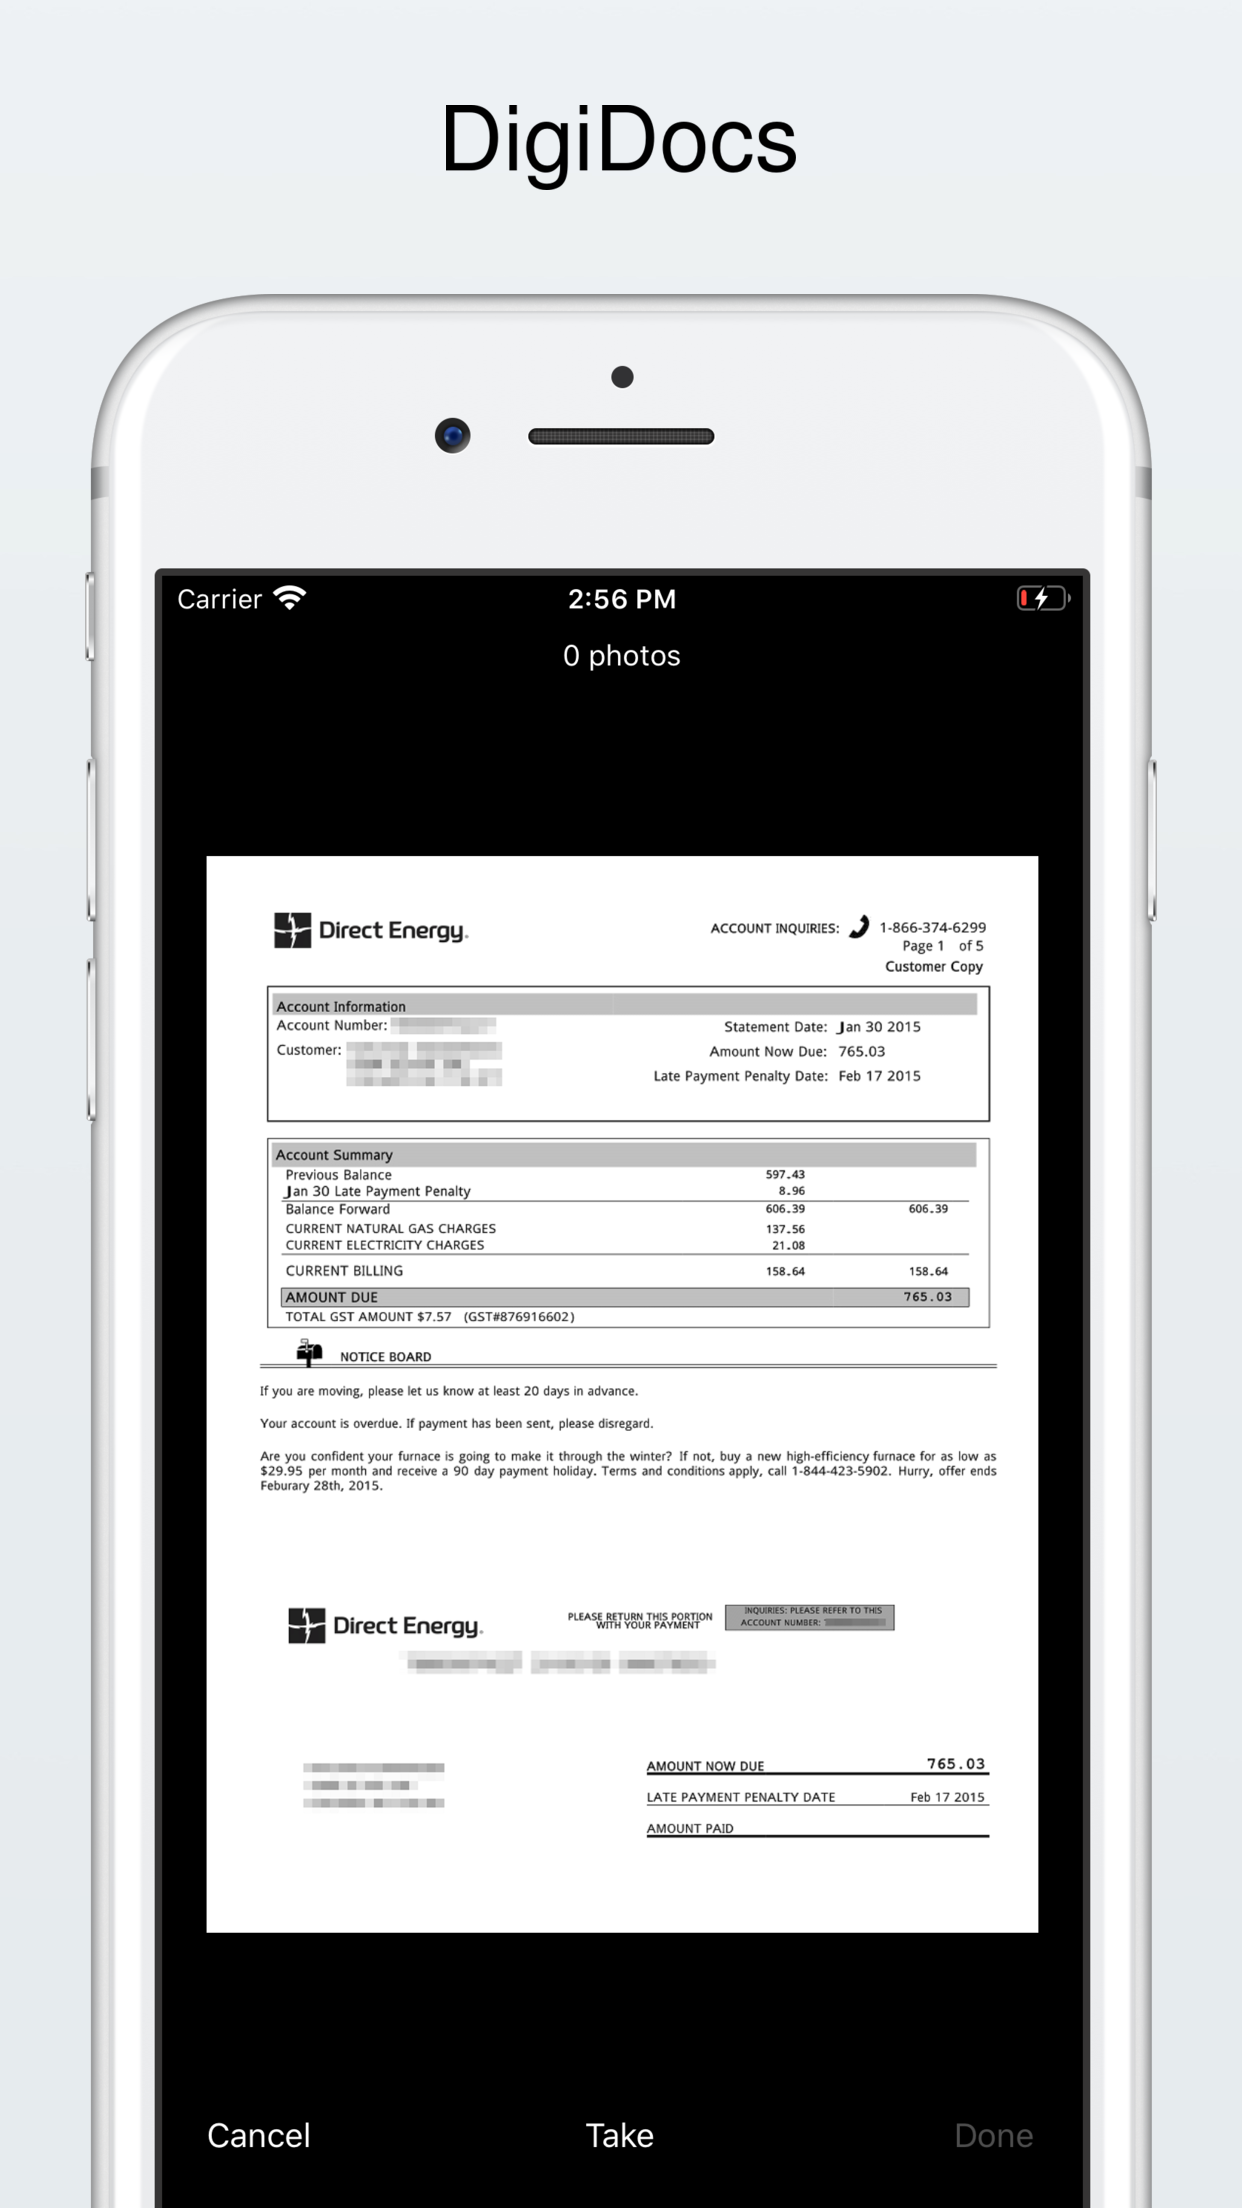 DigiDocs
Carrier 2:56 PM
0 photos
Direct Energy. ACCOUNT INQUIRIES: 1-866-374-6299
Page 1 of 5
Customer Copy
Account Information
Account Number:
Statement Date: Jan 30 2015
Customer:
Amount Now Due: 765.03
Late Payment Penalty Date: Feb 17 2015
Account Summary
Previous Balance 597.43
Jan 30 Late Payment Penalty 8.96
Balance Forward 606.39 606.39
CURRENT NATURAL GAS CHARGES 137.56
CURRENT ELECTRICITY CHARGES 21.08
CURRENT BILLING 158.64 158.64
AMOUNT DUE 765.03
TOTAL GST AMOUNT $7.57 (GST#876916602)
NOTICE BOARD
If you are moving, please let us know at least 20 days in advance.
Your account is overdue. If payment has been sent, please disregard.
Are you confident your furnace is going to make it through the winter? If not, buy a new high-efficiency furnace for as low as
$29.95 per month and receive a 90 day payment holiday. Terms and conditions apply, call 1-844-423-5902. Hurry, offer ends
Feburary 28th, 2015.
Direct Energy. PLEASE RETURN THIS PORTION
WITH YOUR PAYMENT
INQUIRIES: PLEASE REFER TO THIS
ACCOUNT NUMBER:
AMOUNT NOW DUE 765.03
LATE PAYMENT PENALTY DATE Feb 17 2015
AMOUNT PAID
Cancel Take Done